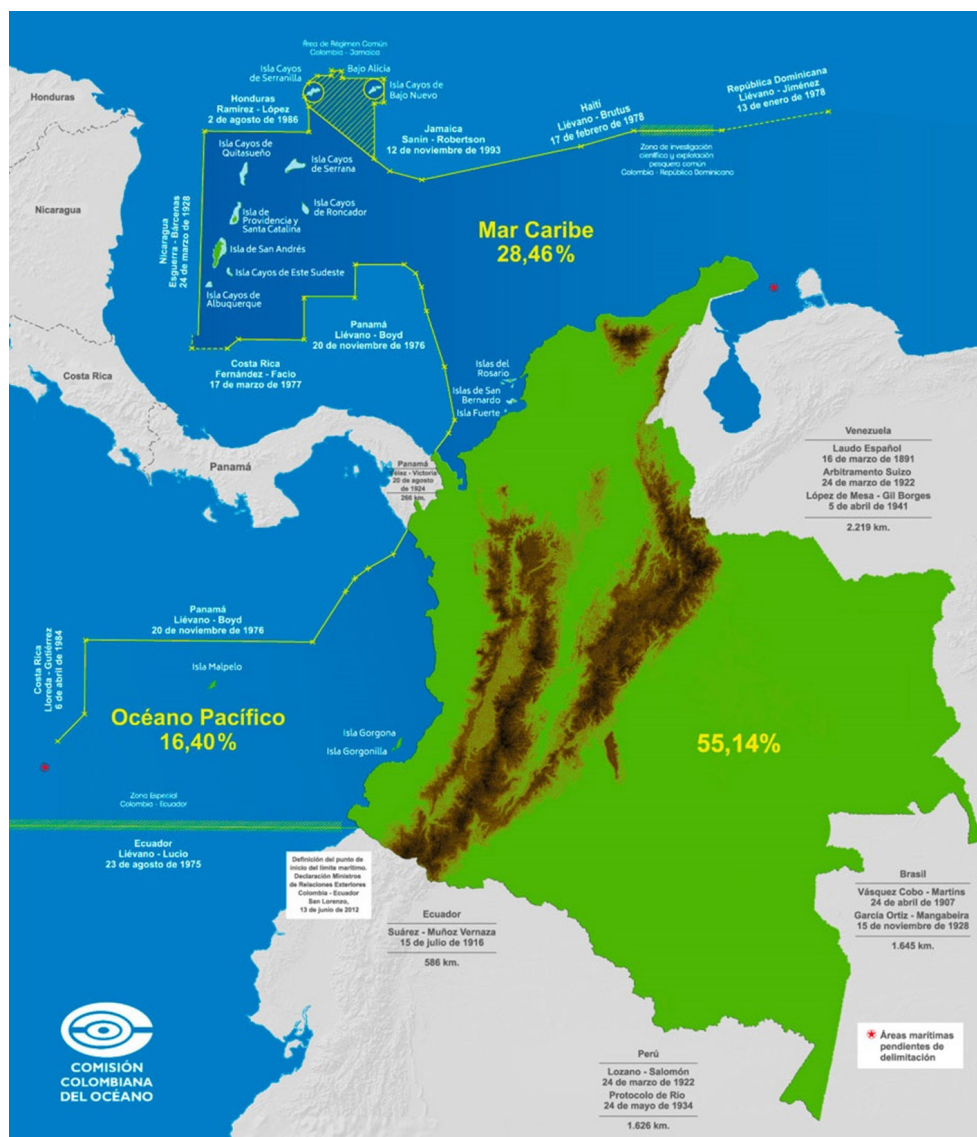 Área de Régimen Común
Colombia - Jamaica
Isla Cayos
de Serranilla
Bajo Alicia
Isla Cayos de
Bajo Nuevo
Honduras
Honduras
Ramírez - López
2 de agosto de 1986
Jamaica
Sanin - Robertson
12 de noviembre de 1993
Haití
Liévano - Brutus
17 de febrero de 1978
República Dominicana
Liévano - Jiménez
13 de enero de 1978
Zona de investigación
científica y explotación
pesquera común
Colombia - República Dominicana
Isla Cayos de
Quitasueño
Isla Cayos
de Serrana
Nicaragua
Nicaragua
Esguerra - Bárcenas
24 de marzo de 1928
Isla de
Providencia y
Santa Catalina
Isla Cayos
de Roncador
Isla de San Andrés
Isla Cayos de Este Sudeste
Isla Cayos de
Albuquerque
Mar Caribe
28,46%
Panamá
Liévano - Boyd
20 de noviembre de 1976
Costa Rica
Costa Rica
Fernández - Facio
17 de marzo de 1977
Islas del
Rosario
Islas de San
Bernardo
Isla Fuerte
Panamá
Panamá
Vélez - Victoria
20 de agosto
de 1924
266 km.
Venezuela
Laudo Español
16 de marzo de 1891
Arbitramento Suizo
24 de marzo de 1922
López de Mesa - Gil Borges
5 de abril de 1941
2.219 km.
Panamá
Liévano - Boyd
20 de noviembre de 1976
Costa Rica
Lloreda - Gutiérrez
6 de abril de 1984
Isla Malpelo
Océano Pacífico
16,40%
Isla Gorgona
Isla Gorgonilla
55,14%
Zona Especial
Colombia - Ecuador
Ecuador
Liévano - Lucio
23 de agosto de 1975
Definición del punto de
inicio del límite marítimo.
Declaración Ministros
de Relaciones Exteriores
Colombia - Ecuador
San Lorenzo,
13 de junio de 2012
Ecuador
Suárez - Muñoz Vernaza
15 de julio de 1916
586 km.
Brasil
Vásquez Cobo - Martins
24 de abril de 1907
García Ortiz - Mangabeira
15 de noviembre de 1928
1.645 km.
Perú
Lozano - Salomón
24 de marzo de 1922
Protocolo de Río
24 de mayo de 1934
1.626 km.
Áreas marítimas
pendientes de
delimitación
COMISIÓN
COLOMBIANA
DEL OCÉANO